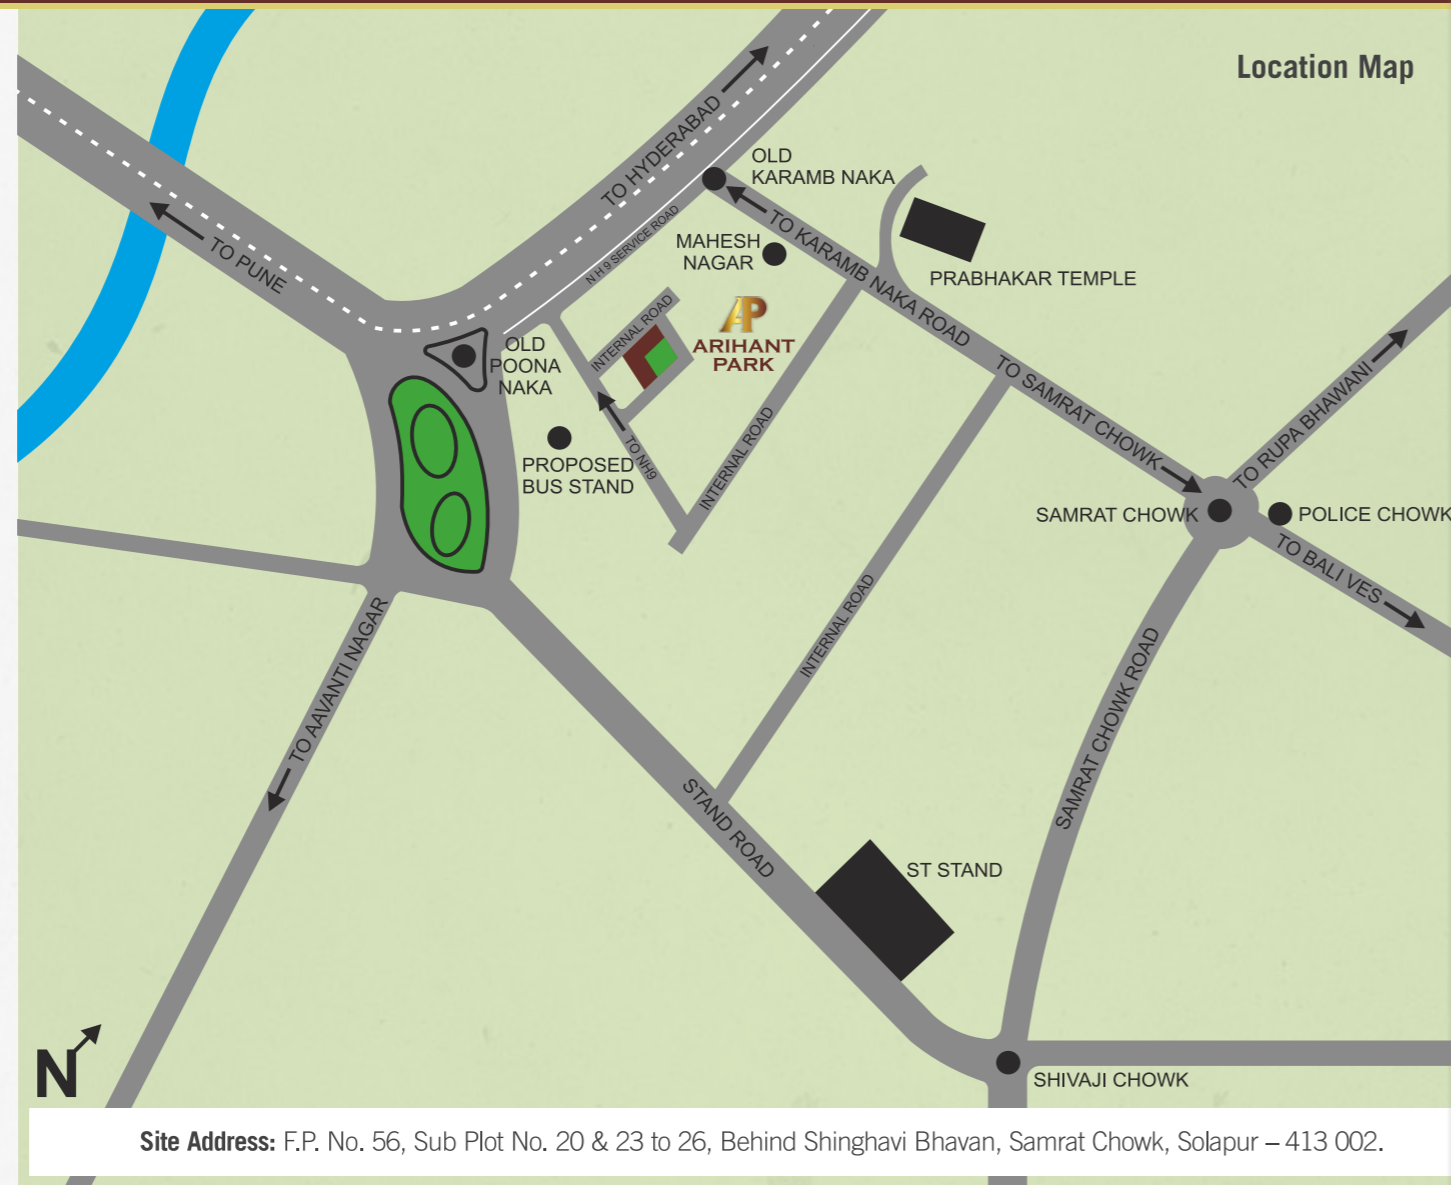 Location Map
OLD
KARAMB NAKA
TO HYDERABAD
N H 9 SERVICE ROAD
TO PUNE
MAHESH
NAGAR
TO KARAMB NAKA ROAD
PRABHAKAR TEMPLE
INTERNAL ROAD
AP
ARIHANT
PARK
OLD
POONA
NAKA
TO SAMRAT CHOWK
TO RUPA BHAWANI
TO NH9
INTERNAL ROAD
PROPOSED
BUS STAND
SAMRAT CHOWK
POLICE CHOWK
TO BALI VES
INTERNAL ROAD
TO AAVANTI NAGAR
SAMRAT CHOWK ROAD
STAND ROAD
ST STAND
N
SHIVAJI CHOWK
Site Address: F.P. No. 56, Sub Plot No. 20 & 23 to 26, Behind Shinghavi Bhavan, Samrat Chowk, Solapur – 413 002.